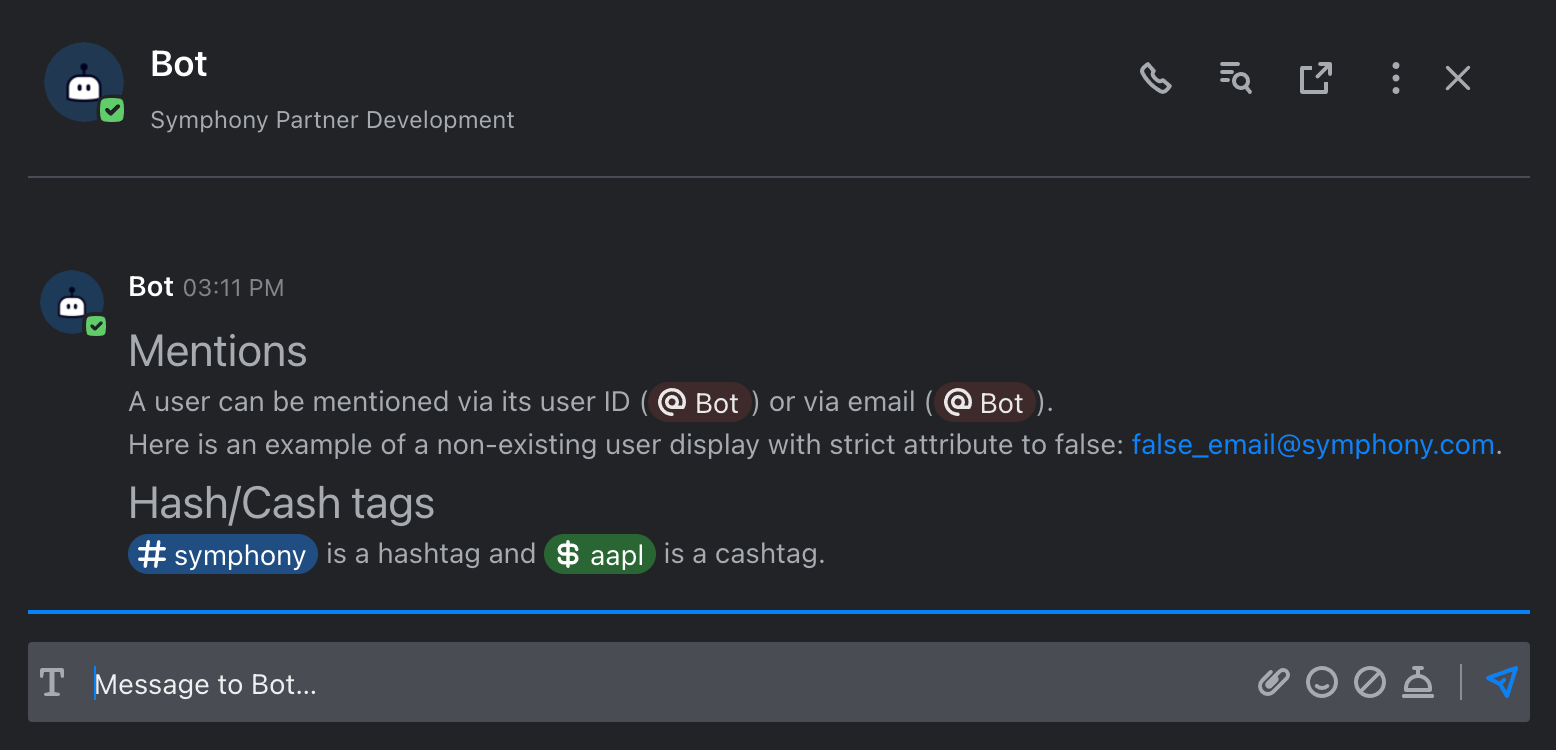 Bot
Symphony Partner Development
Bot 03:11 PM
Mentions
A user can be mentioned via its user ID (@ Bot) or via email (@ Bot).
Here is an example of a non-existing user display with strict attribute to false: false_email@symphony.com.
Hash/Cash tags
# symphony is a hashtag and $ aapl is a cashtag.
T Message to Bot...